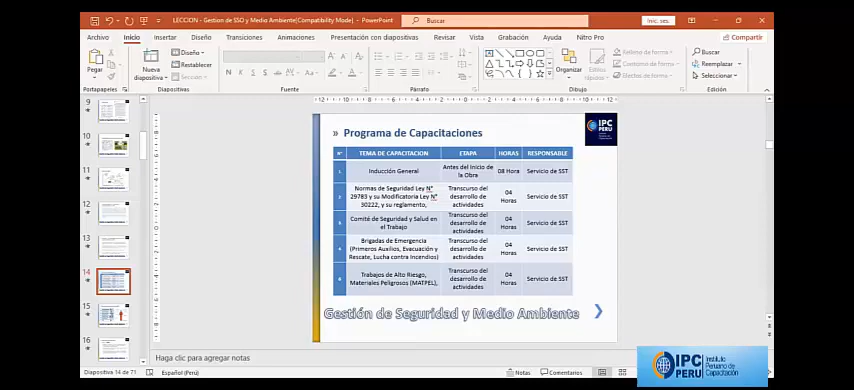 LECCION - Gestion de SSO y Medio Ambiente[Compatibility Mode] - PowerPoint
Buscar
Inic. ses.
Archivo Inicio Insertar Diseño Transiciones Animaciones Presentación con diapositivas Revisar Vista Grabación Ayuda Nitro Pro Compartir
Pegar
Nueva diapositiva
Diseño
Restablecer
Sección
N K S
Organizar
Estilos rápidos
Relleno de forma
Contorno de forma
Efectos de forma
Buscar
Reemplazar
Seleccionar
Portapapeles Diapositivas Fuente Párrafo Dibujo Edición
9
10
11
12
13
14
15
16
IPC
PERU
» Programa de Capacitaciones
N° TEMA DE CAPACITACION ETAPA HORAS RESPONSABLE
1. Inducción General Antes del Inicio de la Obra 08 Hora Servicio de SST
2 Normas de Seguridad Ley N° 29783 y su Modificatoria Ley N° 30222, y su reglamento, Transcurso del desarrollo de actividades 04 Horas Servicio de SST
3 Comité de Seguridad y Salud en el Trabajo Transcurso del desarrollo de actividades 04 Horas Servicio de SST
4 Brigadas de Emergencia (Primeros Auxilios, Evacuación y Rescate, Lucha contra Incendios) Transcurso del desarrollo de actividades 04 Horas Servicio de SST
Trabajos de Alto Riesgo, Materiales Peligrosos (MATPEL), Transcurso del desarrollo de actividades 04 Horas Servicio de SST
Gestión de Seguridad y Medio Ambiente
Haga clic para agregar notas
Diapositiva 14 de 71 Español (Perú) Notas Comentarios
IPC
PERU
Instituto
Peruano de
Capacitación